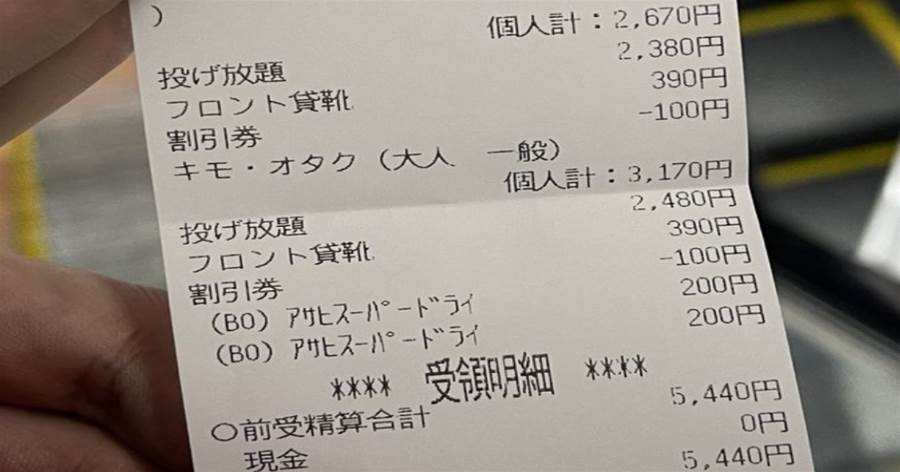 )
個人計：2,670円
投げ放題 2,380円
フロント貸靴 390円
割引券 -100円
キモ・オタク（大人　一般）
個人計：3,170円
投げ放題 2,480円
フロント貸靴 390円
割引券 -100円
(BO) ｱｻﾋｽｰﾊﾟｰﾄﾞﾗｲ 200円
(BO) ｱｻﾋｽｰﾊﾟｰﾄﾞﾗｲ 200円
**** 受領明細 ****
○前受精算合計 5,440円
0円
現金 5,440円